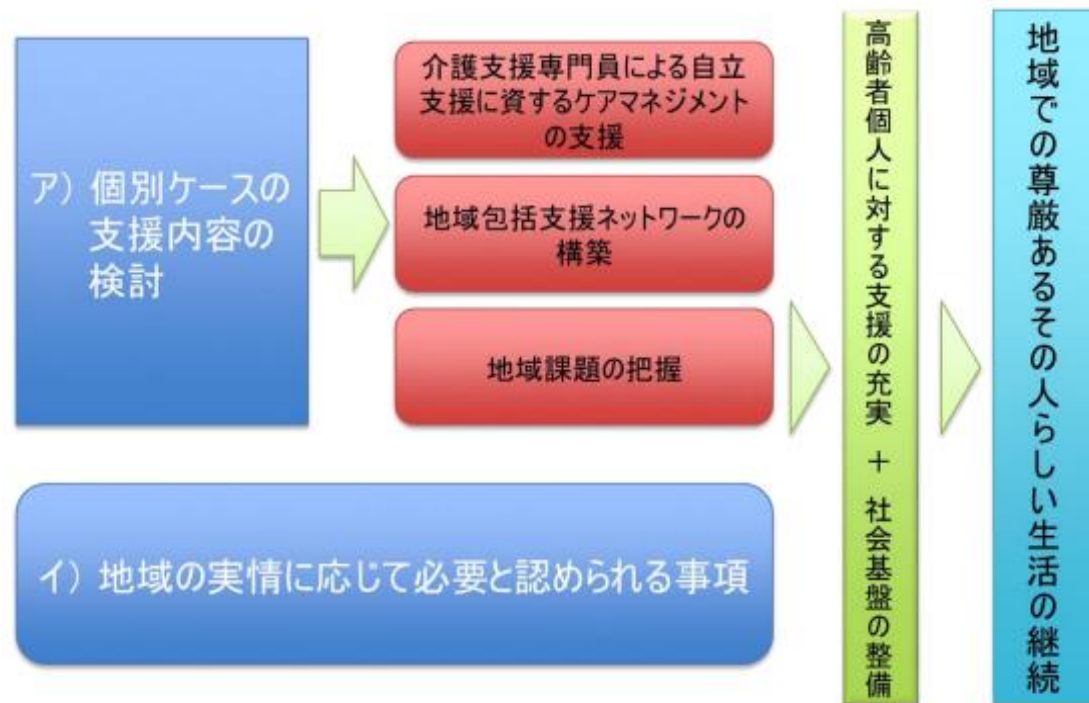 ア）個別ケースの
支援内容の
検討
介護支援専門員による自立
支援に資するケアマネジメント
の支援
地域包括支援ネットワークの
構築
地域課題の把握
イ）地域の実情に応じて必要と認められる事項
高齢者個人に対する支援の充実 ＋ 社会基盤の整備
地域での尊厳あるその人らしい生活の継続